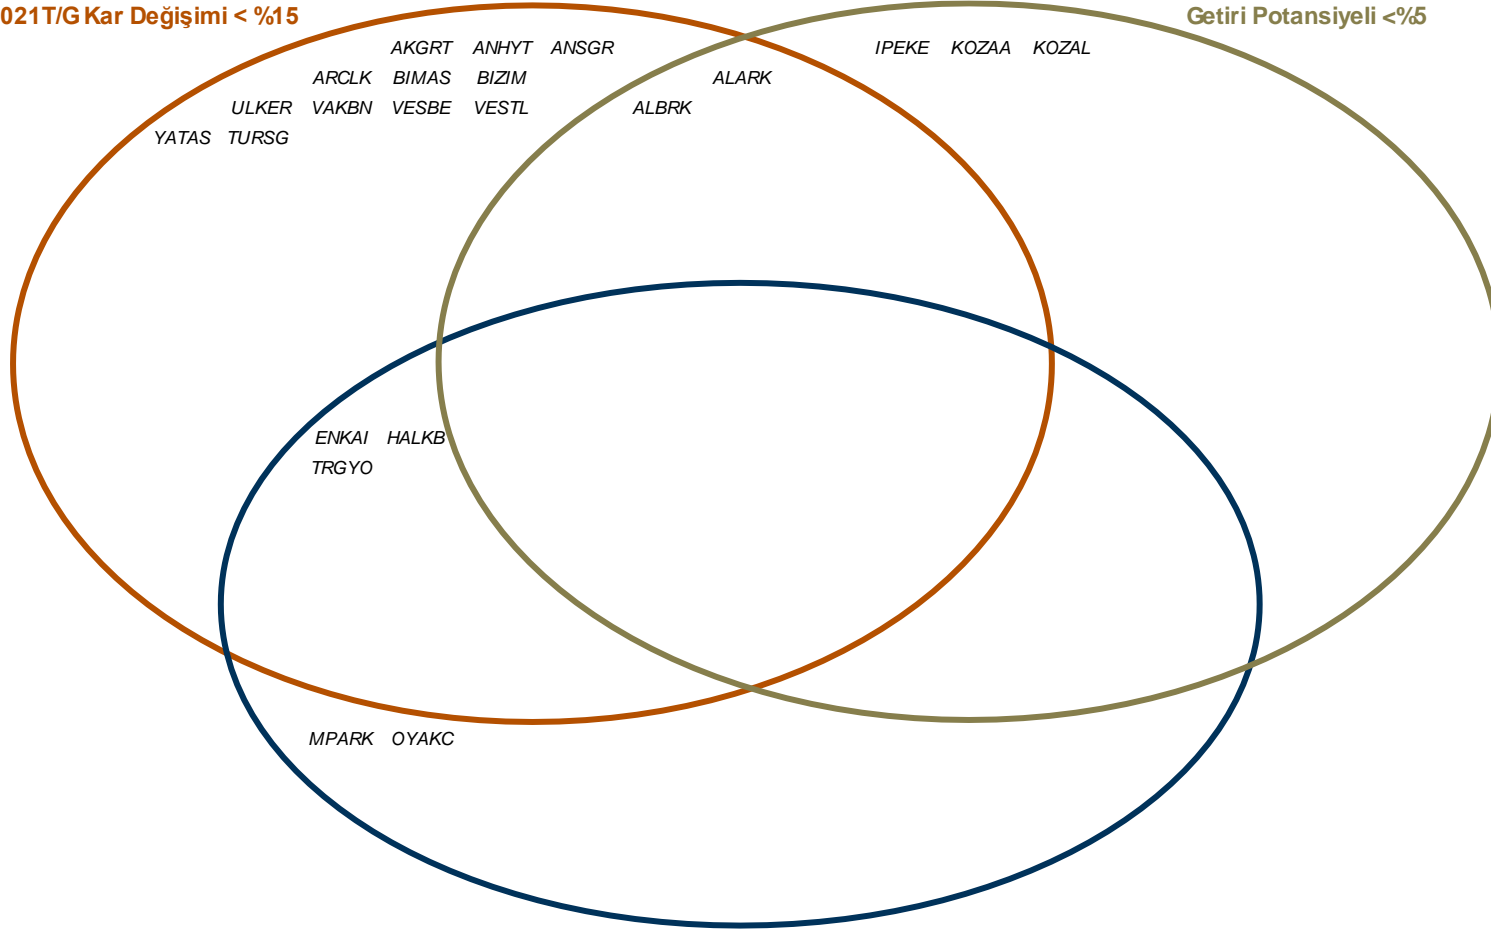 021T/G Kar Değişimi < %15
Getiri Potansiyeli <%5
AKGRT ANHYT ANSGR
IPEKE KOZAA KOZAL
ARCLK BIMAS BIZIM
ALARK
ULKER VAKBN VESBE VESTL
ALBRK
YATAS TURSG
ENKAI HALKB
TRGYO
MPARK OYAKC